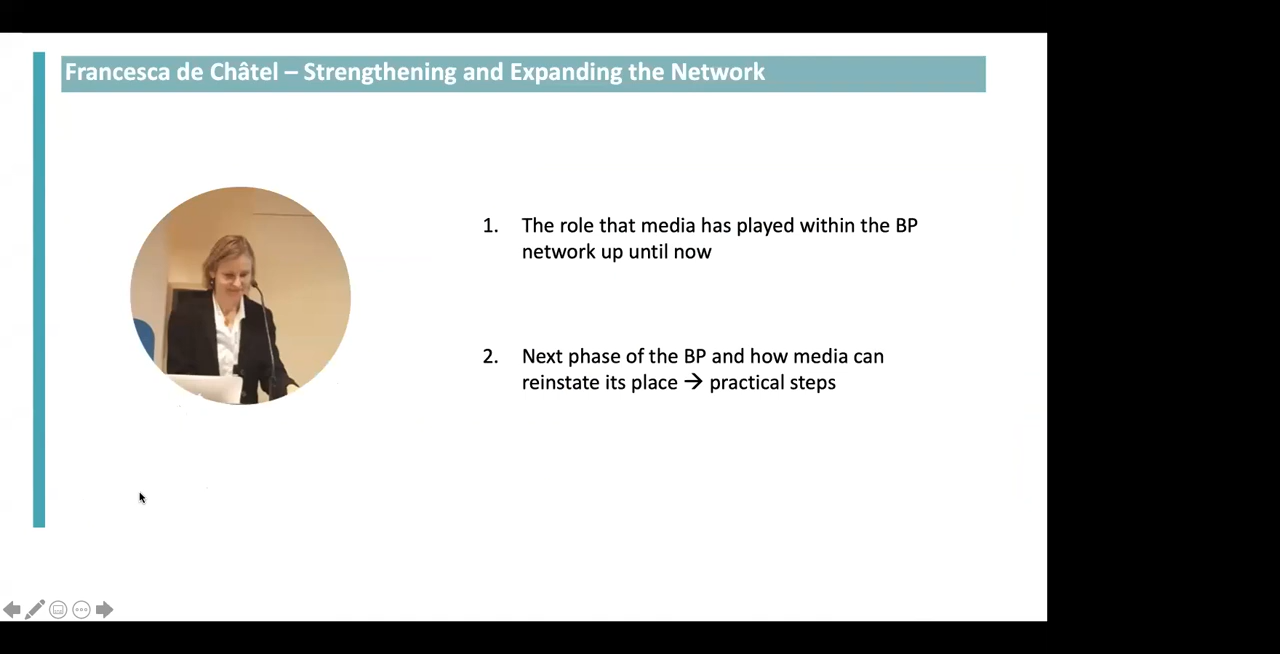 Francesca de Châtel – Strengthening and Expanding the Network
1. The role that media has played within the BP
network up until now
2. Next phase of the BP and how media can
reinstate its place → practical steps